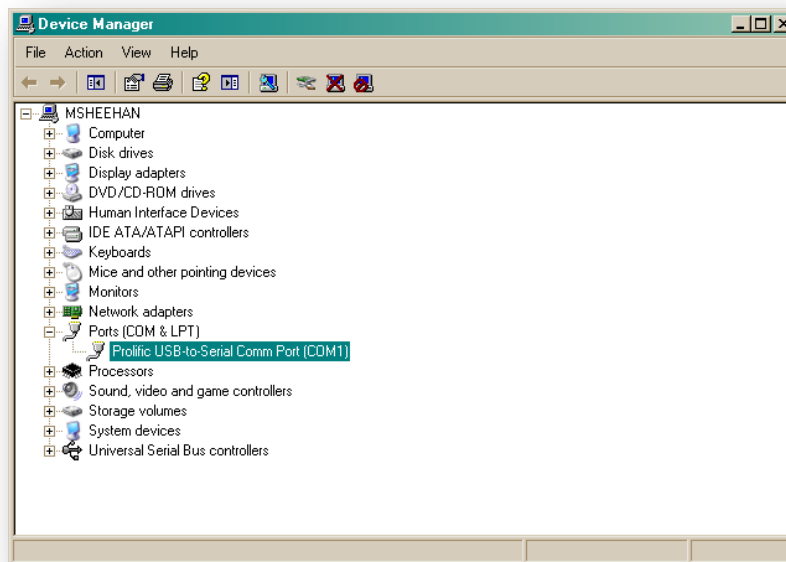 Device Manager
File Action View Help
MSHEEHAN
Computer
Disk drives
Display adapters
DVD/CD-ROM drives
Human Interface Devices
IDE ATA/ATAPI controllers
Keyboards
Mice and other pointing devices
Monitors
Network adapters
Ports (COM & LPT)
Prolific USB-to-Serial Comm Port (COM1)
Processors
Sound, video and game controllers
Storage volumes
System devices
Universal Serial Bus controllers